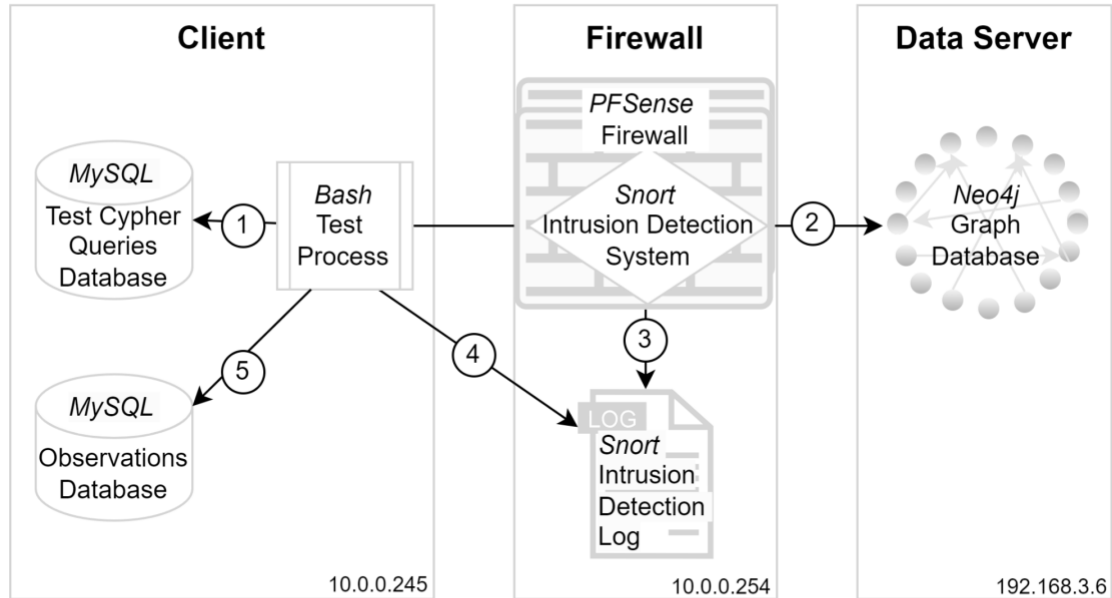 Client
Firewall
Data Server
MySQL
Test Cypher
Queries
Database
1
Bash
Test
Process
PFSense
Firewall
Snort
Intrusion Detection
System
2
Neo4j
Graph
Database
3
4
5
MySQL
Observations
Database
LOG
Snort
Intrusion
Detection
Log
10.0.0.245
10.0.0.254
192.168.3.6